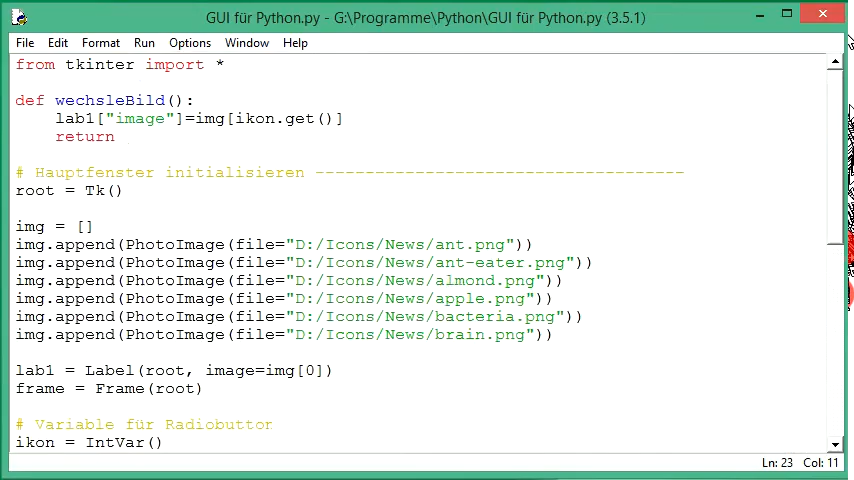 GUI für Python.py - G:\Programme\Python\GUI für Python.py (3.5.1)
File Edit Format Run Options Window Help
from tkinter import *
def wechsleBild():
    lab1["image"]=img[ikon.get()]
    return
# Hauptfenster initialisieren -------------------------------------
root = Tk()
img = []
img.append(PhotoImage(file="D:/Icons/News/ant.png"))
img.append(PhotoImage(file="D:/Icons/News/ant-eater.png"))
img.append(PhotoImage(file="D:/Icons/News/almond.png"))
img.append(PhotoImage(file="D:/Icons/News/apple.png"))
img.append(PhotoImage(file="D:/Icons/News/bacteria.png"))
img.append(PhotoImage(file="D:/Icons/News/brain.png"))
lab1 = Label(root, image=img[0])
frame = Frame(root)
# Variable für Radiobuttor
ikon = IntVar()
Ln: 23 Col: 11